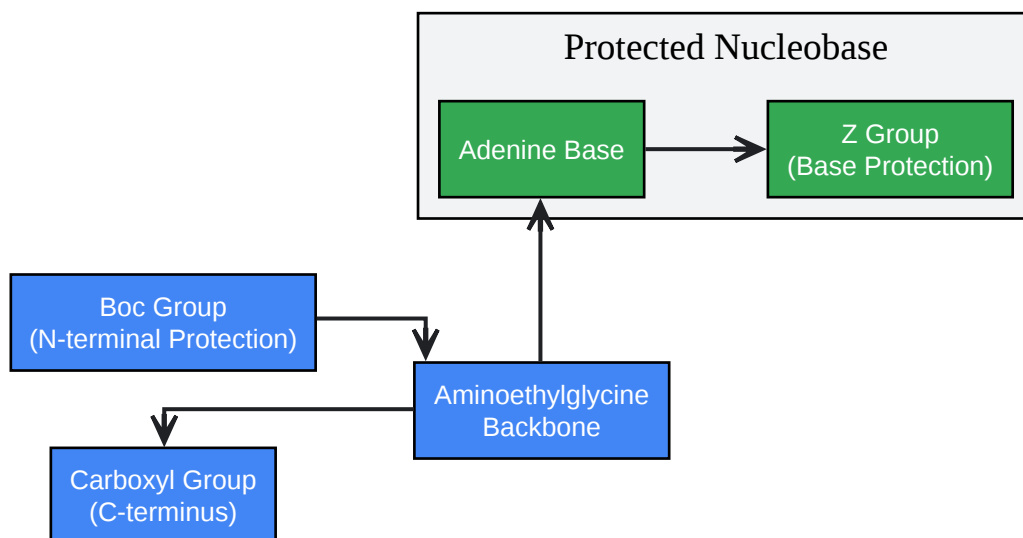 Protected Nucleobase
Adenine Base
Z Group
(Base Protection)
Boc Group
(N-terminal Protection)
Aminoethylglycine
Backbone
Carboxyl Group
(C-terminus)